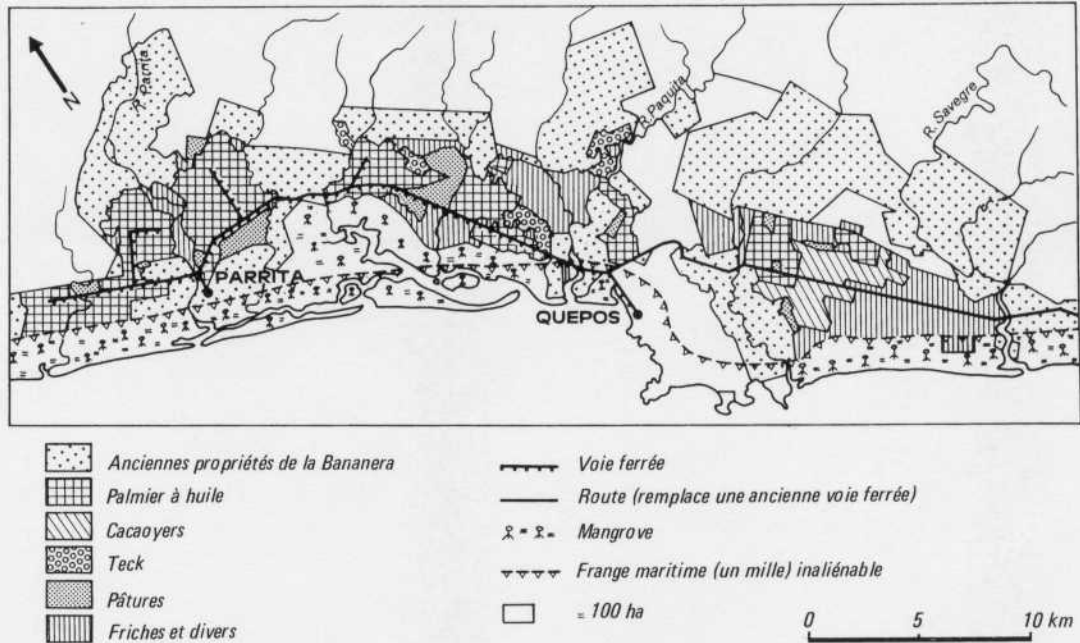 R. Parrita
R. Paquita
R. Savegre
N
PARRITA
QUEPOS
Anciennes propriétés de la Bananera
Palmier à huile
Cacaoyers
Teck
Pâtures
Friches et divers
Voie ferrée
Route (remplace une ancienne voie ferrée)
Mangrove
Frange maritime (un mille) inaliénable
= 100 ha
0 5 10 km